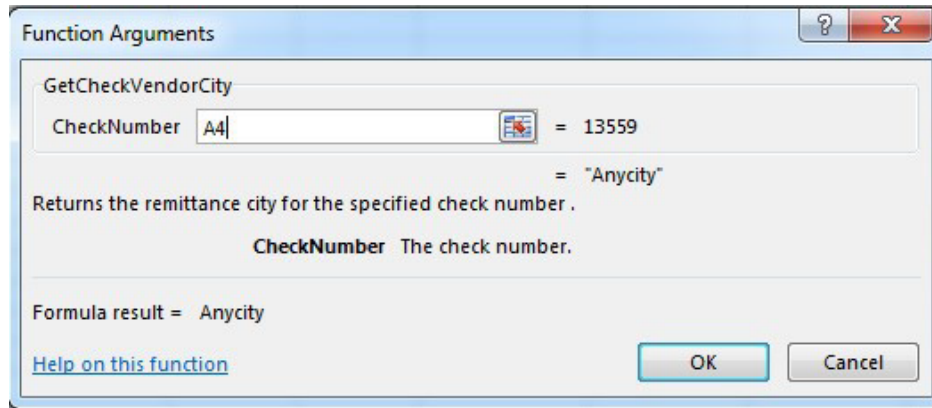 Function Arguments
?
GetCheckVendorCity
CheckNumber A4 = 13559
= "Anycity"
Returns the remittance city for the specified check number .
CheckNumber The check number.
Formula result = Anycity
Help on this function OK Cancel